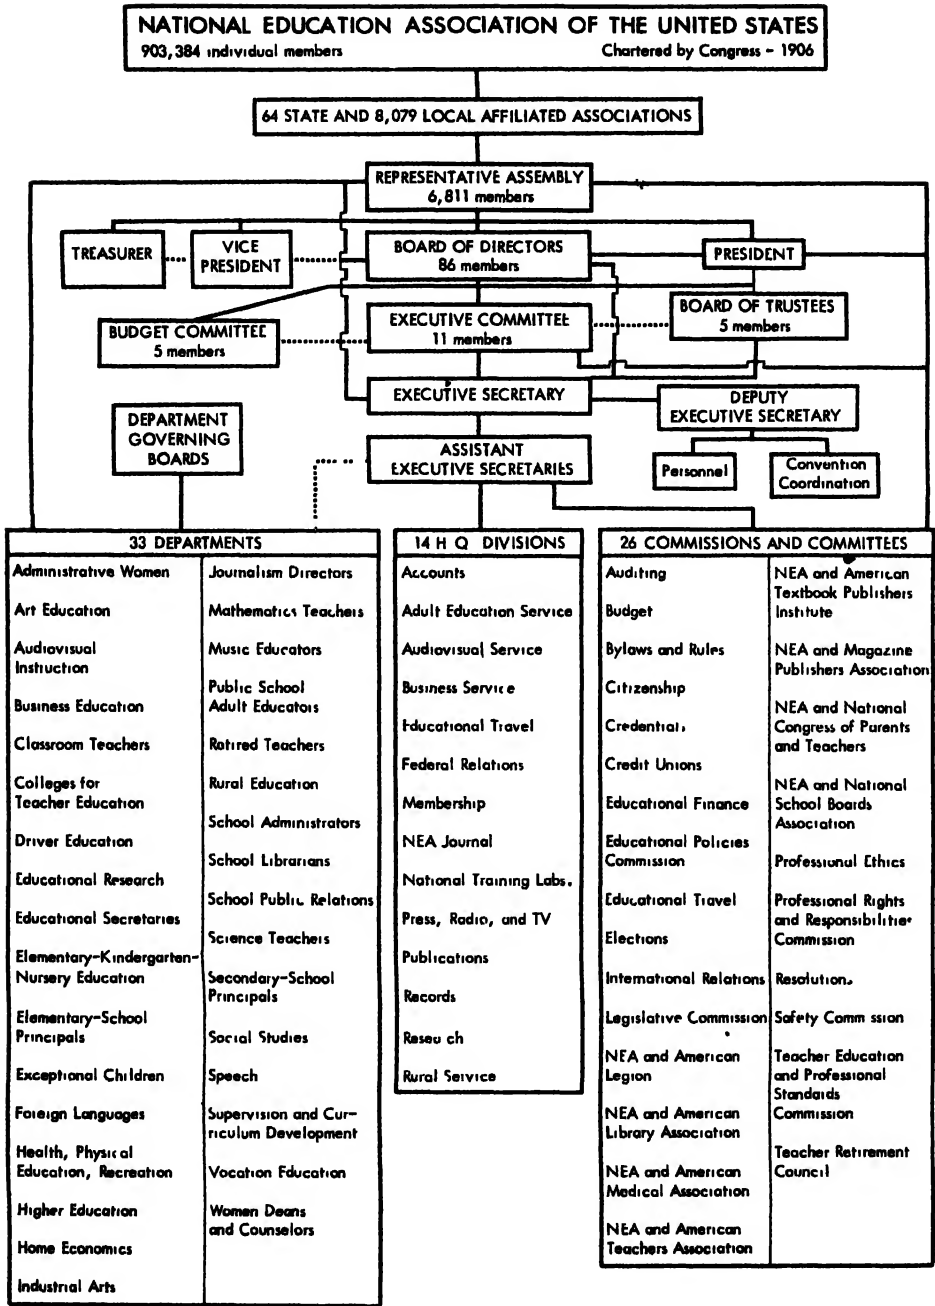 NATIONAL EDUCATION ASSOCIATION OF THE UNITED STATES
903,384 individual members
Chartered by Congress - 1906
64 STATE AND 8,079 LOCAL AFFILIATED ASSOCIATIONS
REPRESENTATIVE ASSEMBLY
6,811 members
TREASURER
VICE
PRESIDENT
BOARD OF DIRECTORS
86 members
PRESIDENT
BUDGET COMMITTEE
5 members
EXECUTIVE COMMITTEE
11 members
BOARD OF TRUSTEES
5 members
EXECUTIVE SECRETARY
DEPUTY
EXECUTIVE SECRETARY
DEPARTMENT
GOVERNING
BOARDS
ASSISTANT
EXECUTIVE SECRETARIES
Personnel
Convention
Coordination
33 DEPARTMENTS
Administrative Women
Art Education
Audiovisual
Instruction
Business Education
Classroom Teachers
Colleges for
Teacher Education
Driver Education
Educational Research
Educational Secretaries
Elementary-Kindergarten-
Nursery Education
Elementary-School
Principals
Exceptional Children
Foreign Languages
Health, Physical
Education, Recreation
Higher Education
Home Economics
Industrial Arts
Journalism Directors
Mathematics Teachers
Music Educators
Public School
Adult Educators
Retired Teachers
Rural Education
School Administrators
School Librarians
School Public Relations
Science Teachers
Secondary-School
Principals
Social Studies
Speech
Supervision and Cur-
riculum Development
Vocation Education
Women Deans
and Counselors
14 H Q DIVISIONS
Accounts
Adult Education Service
Audiovisual Service
Business Service
Educational Travel
Federal Relations
Membership
NEA Journal
National Training Labs.
Press, Radio, and TV
Publications
Records
Research
Rural Service
26 COMMISSIONS AND COMMITTEES
Auditing
Budget
Bylaws and Rules
Citizenship
Credentials
Credit Unions
Educational Finance
Educational Policies
Commission
Educational Travel
Elections
International Relations
Legislative Commission
NEA and American
Legion
NEA and American
Library Association
NEA and American
Medical Association
NEA and American
Teachers Association
NEA and American
Textbook Publishers
Institute
NEA and Magazine
Publishers Association
NEA and National
Congress of Parents
and Teachers
NEA and National
School Boards
Association
Professional Ethics
Professional Rights
and Responsibilities
Commission
Resolutions
Safety Commission
Teacher Education
and Professional
Standards
Commission
Teacher Retirement
Council